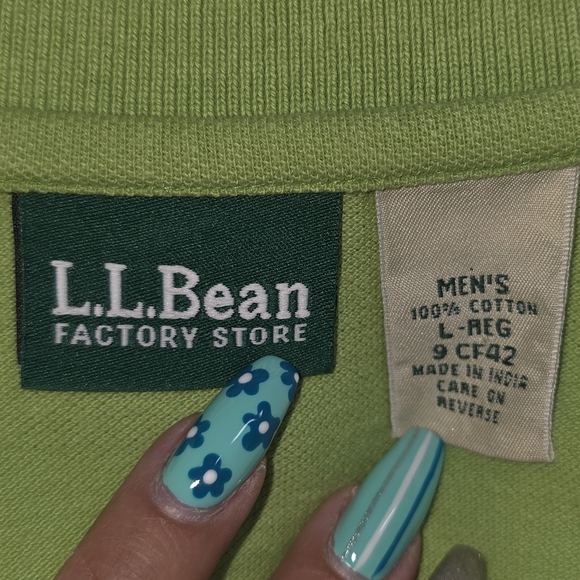 L.L.Bean
FACTORY STORE
MEN'S
100% COTTON
L-REG
9 CF42
MADE IN INDIA
CARE ON
REVERSE